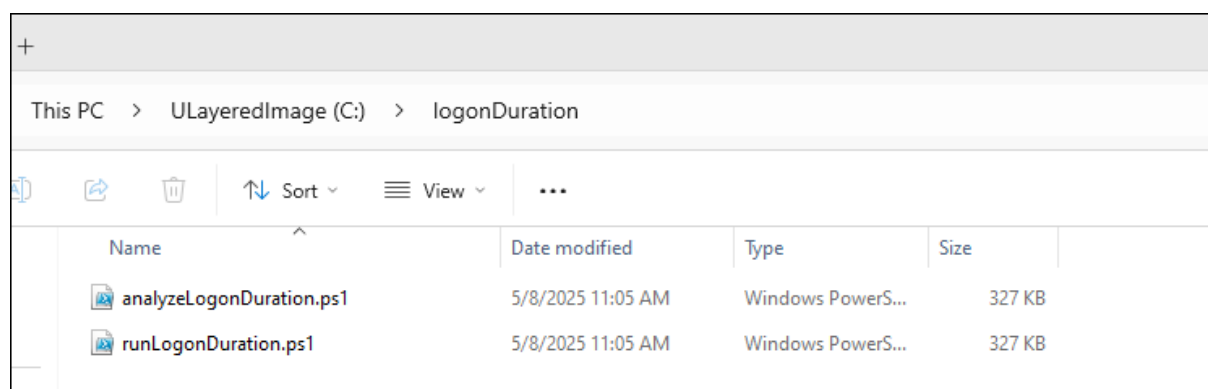 +
This PC > ULayeredImage (C:) > logonDuration
Sort View ...
Name Date modified Type Size
analyzeLogonDuration.ps1 5/8/2025 11:05 AM Windows PowerS... 327 KB
runLogonDuration.ps1 5/8/2025 11:05 AM Windows PowerS... 327 KB